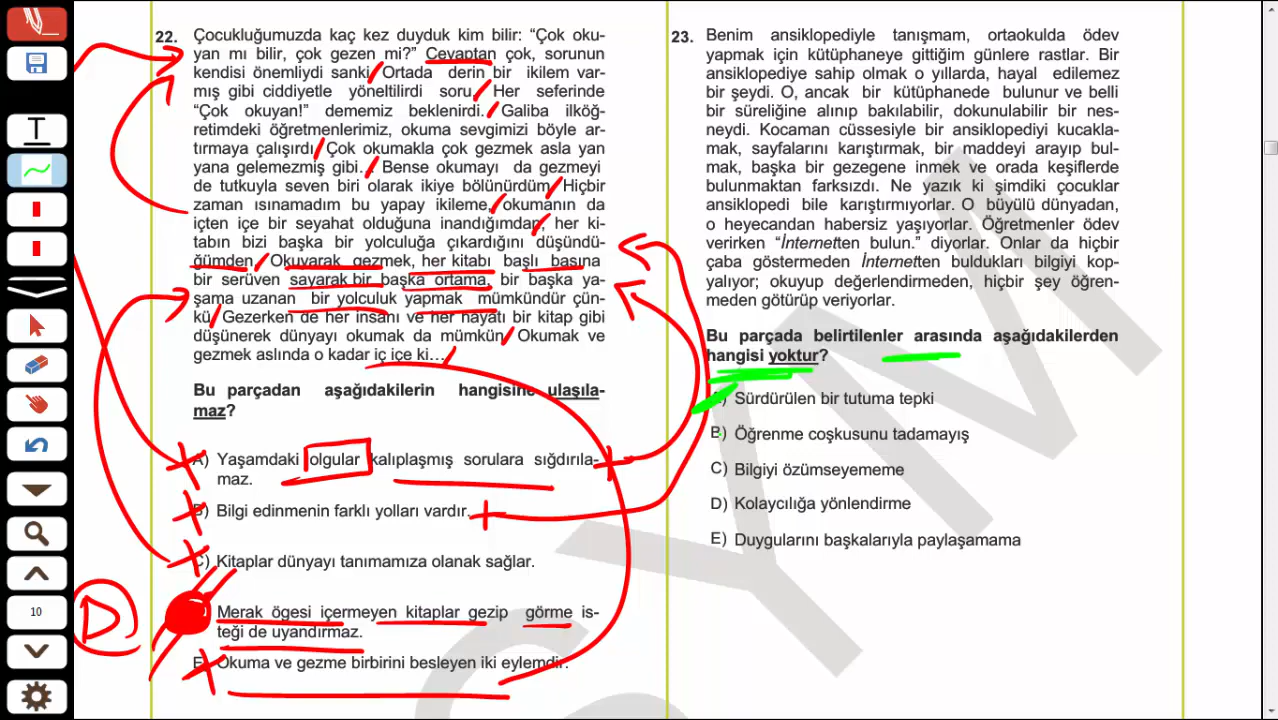 22. Çocukluğumuzda kaç kez duyduk kim bilir: “Çok oku-
yan mı bilir, çok gezen mi?” Cevaptan çok, sorunun
kendisi önemliydi sanki. Ortada derin bir ikilem var-
mış gibi ciddiyetle yöneltilirdi soru. Her seferinde
“Çok okuyan!” dememiz beklenirdi. Galiba ilköğ-
retimdeki öğretmenlerimiz, okuma sevgimizi böyle ar-
tırmaya çalışırdı. Çok okumakla çok gezmek asla yan
yana gelemezmiş gibi... Bense okumayı da gezmeyi
de tutkuyla seven biri olarak ikiye bölünürdüm. Hiçbir
zaman ısınamadım bu yapay ikileme, okumanın da
içten içe bir seyahat olduğuna inandığımdan, her ki-
tabın bizi başka bir yolculuğa çıkardığını düşündü-
ğümden. Okuyarak gezmek, her kitabı başlı başına
bir serüven sayarak bir başka ortama, bir başka ya-
şama uzanan bir yolculuk yapmak mümkündür çün-
kü. Gezerken de her insanı ve her hayatı bir kitap gibi
düşünerek dünyayı okumak da mümkün. Okumak ve
gezmek aslında o kadar iç içe ki...
Bu parçadan aşağıdakilerin hangisine ulaşıla-
maz?
A) Yaşamdaki olgular kalıplaşmış sorulara sığdırıla-
maz.
B) Bilgi edinmenin farklı yolları vardır.
C) Kitaplar dünyayı tanımamıza olanak sağlar.
Merak ögesi içermeyen kitaplar gezip görme is-
teği de uyandırmaz.
E) Okuma ve gezme birbirini besleyen iki eylemdir.
D
23. Benim ansiklopediyle tanışmam, ortaokulda ödev
yapmak için kütüphaneye gittiğim günlere rastlar. Bir
ansiklopediye sahip olmak o yıllarda, hayal edilemez
bir şeydi. O, ancak bir kütüphanede bulunur ve belli
bir süreliğine alınıp bakılabilir, dokunulabilir bir nes-
neydi. Kocaman cüssesiyle bir ansiklopediyi kucakla-
mak, sayfalarını karıştırmak, bir maddeyi arayıp bul-
mak, başka bir gezegene inmek ve orada keşiflerde
bulunmaktan farksızdı. Ne yazık ki şimdiki çocuklar
ansiklopedi bile karıştırmıyorlar. O büyülü dünyadan,
o heyecandan habersiz yaşıyorlar. Öğretmenler ödev
verirken “İnternetten bulun.” diyorlar. Onlar da hiçbir
çaba göstermeden İnternetten buldukları bilgiyi kop-
yalıyor; okuyup değerlendirmeden, hiçbir şey öğren-
meden götürüp veriyorlar.
Bu parçada belirtilenler arasında aşağıdakilerden
hangisi yoktur?
A) Sürdürülen bir tutuma tepki
B) Öğrenme coşkusunu tadamayış
C) Bilgiyi özümseyememe
D) Kolaycılığa yönlendirme
E) Duygularını başkalarıyla paylaşamama
T
10